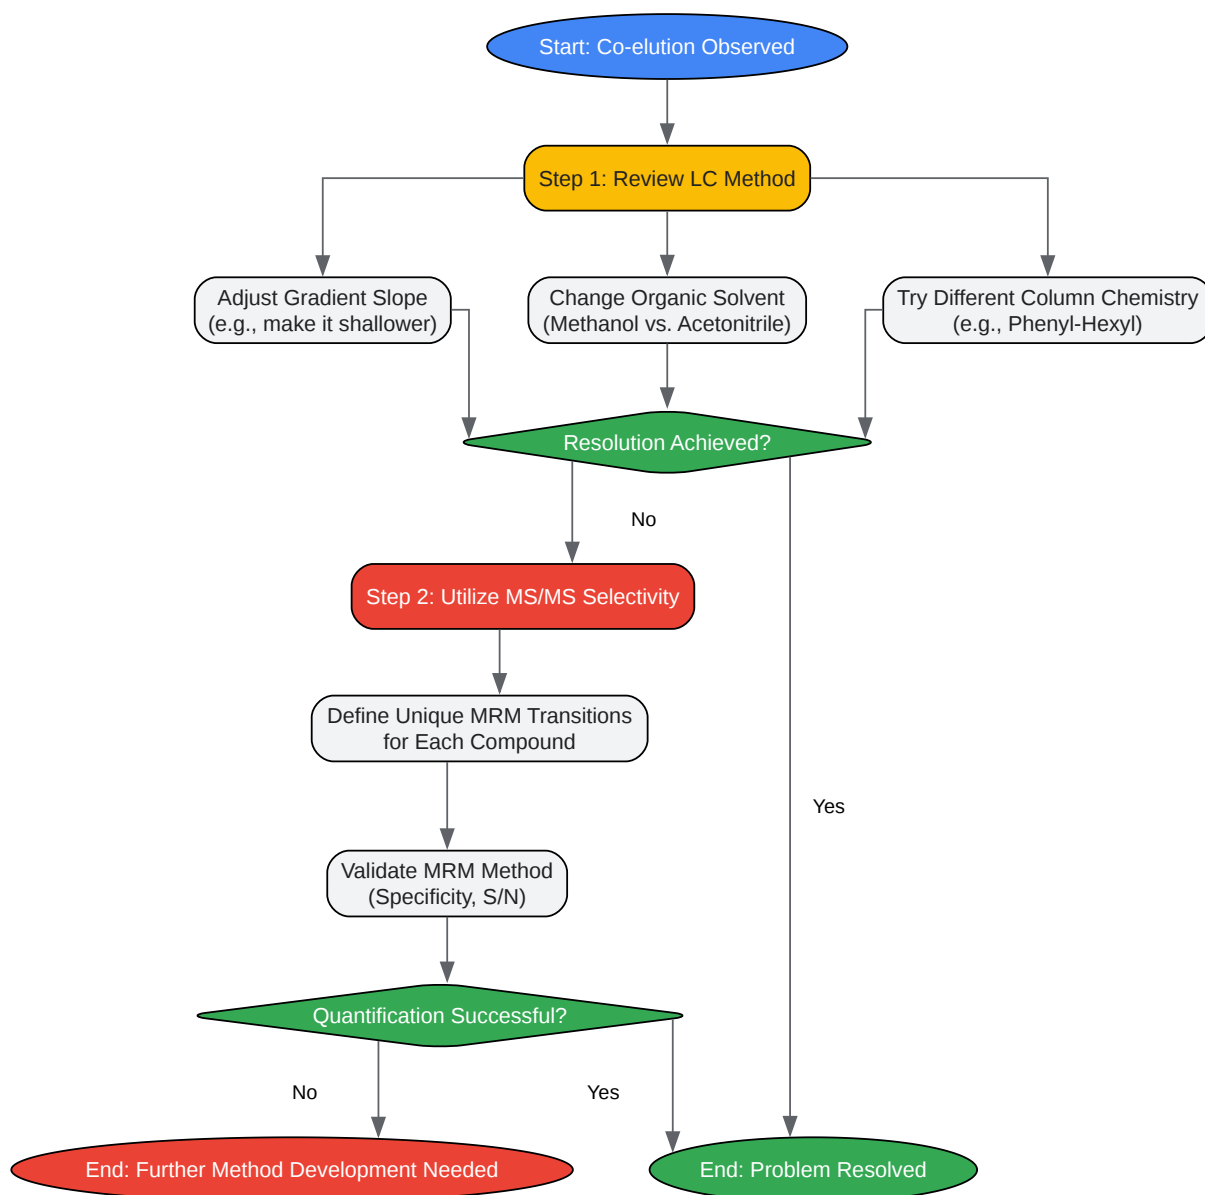 Start: Co-elution Observed
Step 1: Review LC Method
Adjust Gradient Slope
(e.g., make it shallower)
Change Organic Solvent
(Methanol vs. Acetonitrile)
Try Different Column Chemistry
(e.g., Phenyl-Hexyl)
Resolution Achieved?
No
Step 2: Utilize MS/MS Selectivity
Define Unique MRM Transitions
for Each Compound
Yes
Validate MRM Method
(Specificity, S/N)
Quantification Successful?
No
Yes
End: Further Method Development Needed
End: Problem Resolved